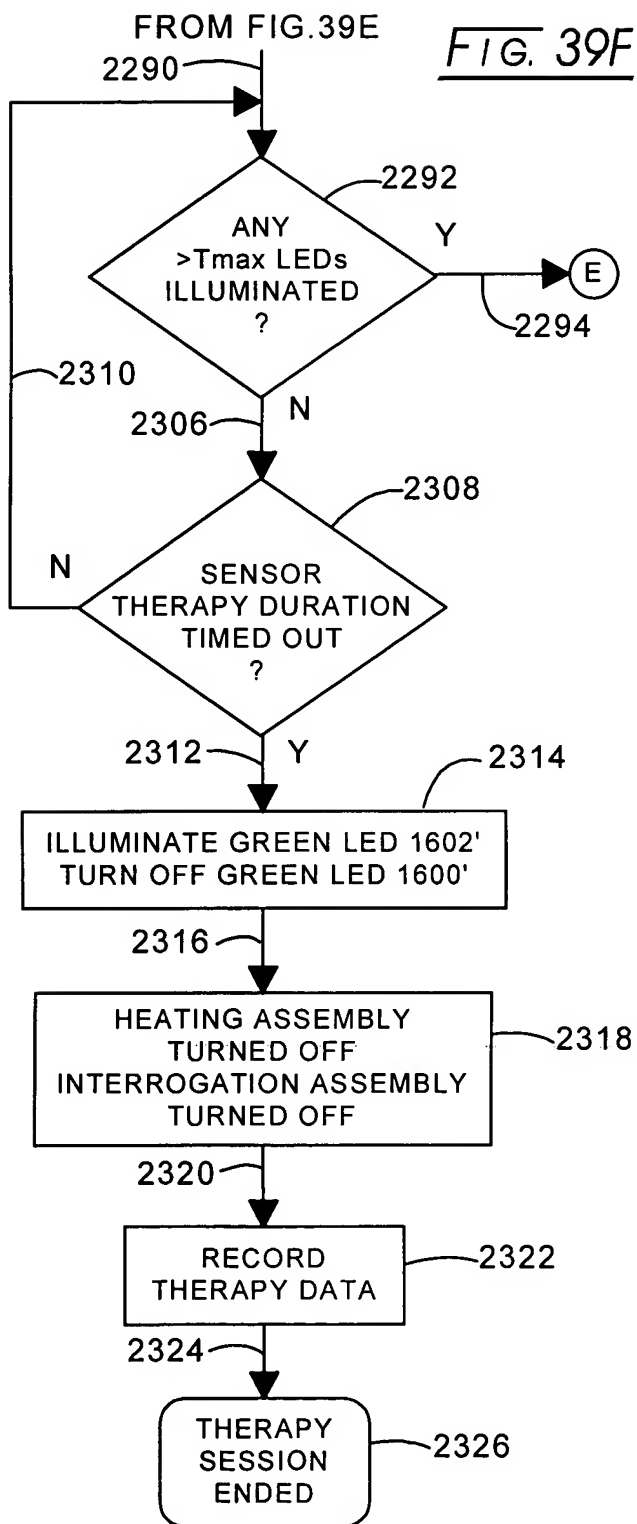 FROM FIG.39E
FIG. 39F
2290
2292
ANY
>Tmax LEDs
ILLUMINATED
?
Y
E
2294
2310
2306
N
2308
N
SENSOR
THERAPY DURATION
TIMED OUT
?
2312
Y
2314
ILLUMINATE GREEN LED 1602'
TURN OFF GREEN LED 1600'
2316
HEATING ASSEMBLY
TURNED OFF
INTERROGATION ASSEMBLY
TURNED OFF
2318
2320
RECORD
THERAPY DATA
2322
2324
THERAPY
SESSION
ENDED
2326